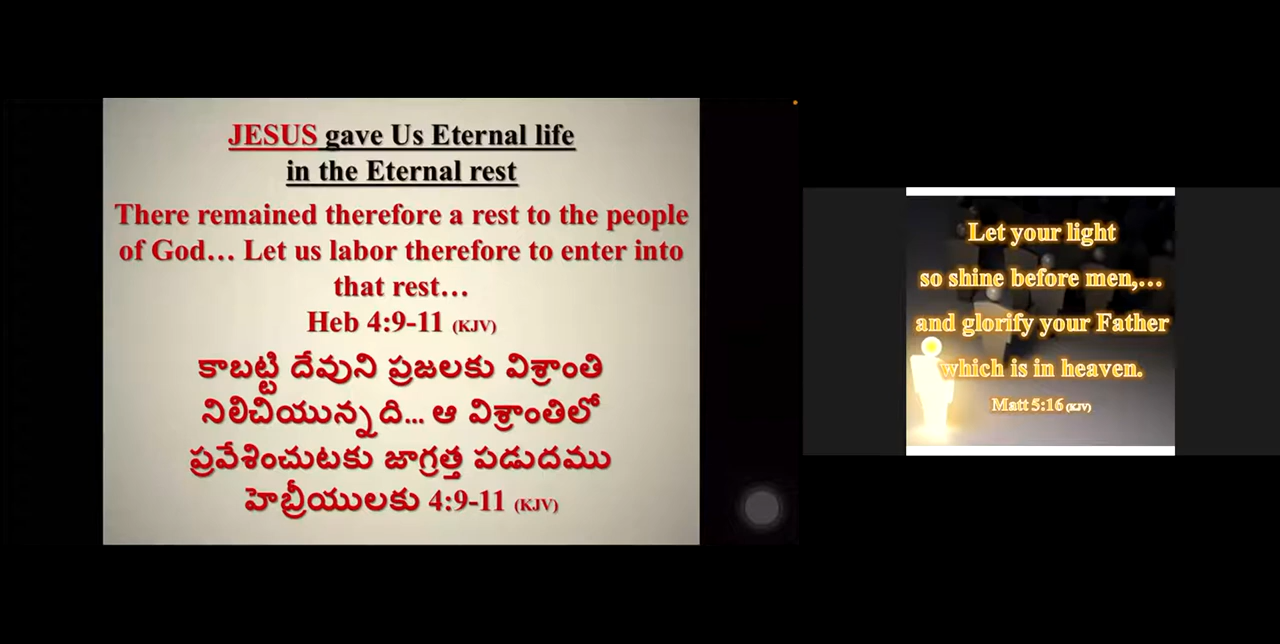 JESUS gave Us Eternal life
in the Eternal rest
There remained therefore a rest to the people
of God… Let us labor therefore to enter into
that rest…
Heb 4:9-11 (KJV)
కాబట్టి దేవుని ప్రజలకు విశ్రాంతి
నిలిచియున్నది... ఆ విశ్రాంతిలో
ప్రవేశించుటకు జాగ్రత్త పడుదము
హెబ్రీయులకు 4:9-11 (KJV)
Let your light
so shine before men,…
and glorify your Father
which is in heaven.
Matt 5:16 (KJV)